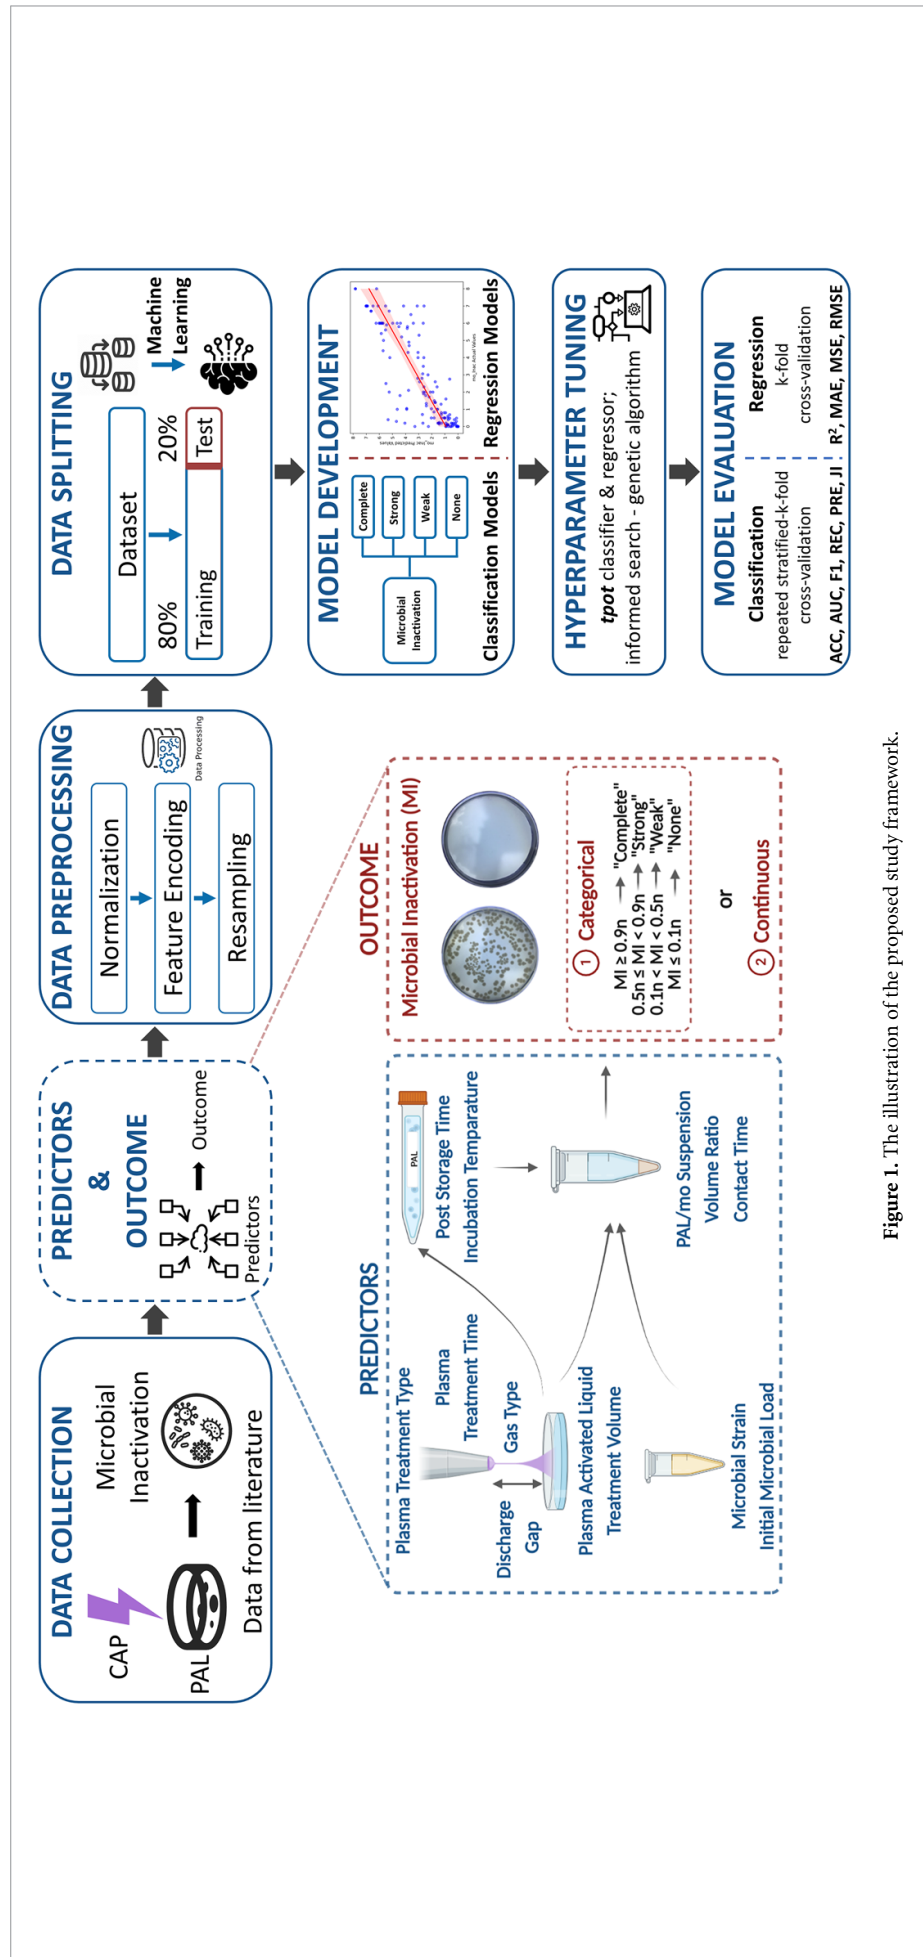 DATA COLLECTION
CAP
PAL
Microbial
Inactivation
Data from literature
PREDICTORS
&
OUTCOME
Predictors
Outcome
DATA PREPROCESSING
Normalization
Feature Encoding
Resampling
Data Processing
DATA SPLITTING
Dataset
80%
20%
Training
Test
Machine
Learning
MODEL DEVELOPMENT
Microbial
Inactivation
Complete
Strong
Weak
None
Classification Models
Regression Models
HYPERPARAMETER TUNING
tpot classifier & regressor;
informed search - genetic algorithm
MODEL EVALUATION
Classification
repeated stratified-k-fold
cross-validation
ACC, AUC, F1, REC, PRE, JI
Regression
k-fold
cross-validation
R², MAE, MSE, RMSE
PREDICTORS
Plasma Treatment Type
Plasma
Treatment Time
Gas Type
Discharge
Gap
Plasma Activated Liquid
Treatment Volume
Microbial Strain
Initial Microbial Load
PAL
Post Storage Time
Incubation Temparature
PAL/mo Suspension
Volume Ratio
Contact Time
OUTCOME
Microbial Inactivation (MI)
1 Categorical
MI ≥ 0.9n → "Complete"
0.5n ≤ MI < 0.9n → "Strong"
0.1n < MI < 0.5n → "Weak"
MI ≤ 0.1n → "None"
or
2 Continuous
Figure 1. The illustration of the proposed study framework.